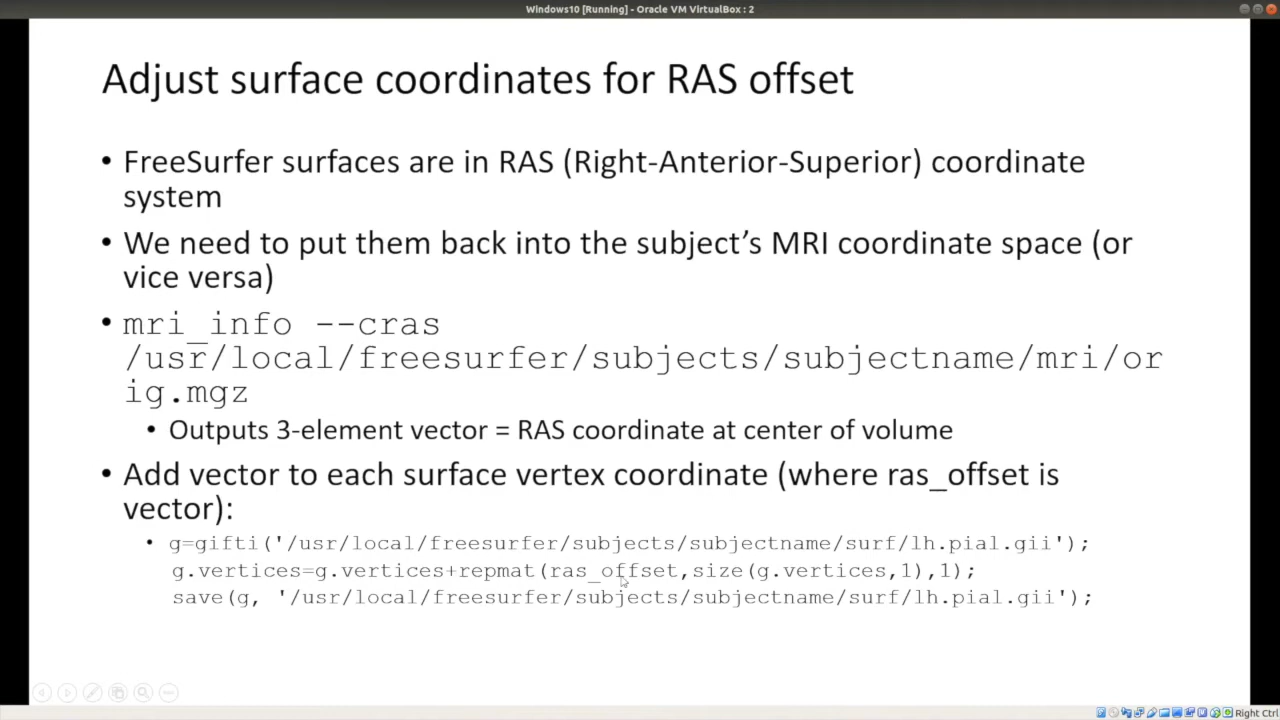 Windows10 [Running] - Oracle VM VirtualBox : 2
Adjust surface coordinates for RAS offset
• FreeSurfer surfaces are in RAS (Right-Anterior-Superior) coordinate
system
• We need to put them back into the subject’s MRI coordinate space (or
vice versa)
• mri_info --cras
/usr/local/freesurfer/subjects/subjectname/mri/or
ig.mgz
• Outputs 3-element vector = RAS coordinate at center of volume
• Add vector to each surface vertex coordinate (where ras_offset is
vector):
• g=gifti('/usr/local/freesurfer/subjects/subjectname/surf/lh.pial.gii');
g.vertices=g.vertices+repmat(ras_offset,size(g.vertices,1),1);
save(g, '/usr/local/freesurfer/subjects/subjectname/surf/lh.pial.gii');
Right Ctrl